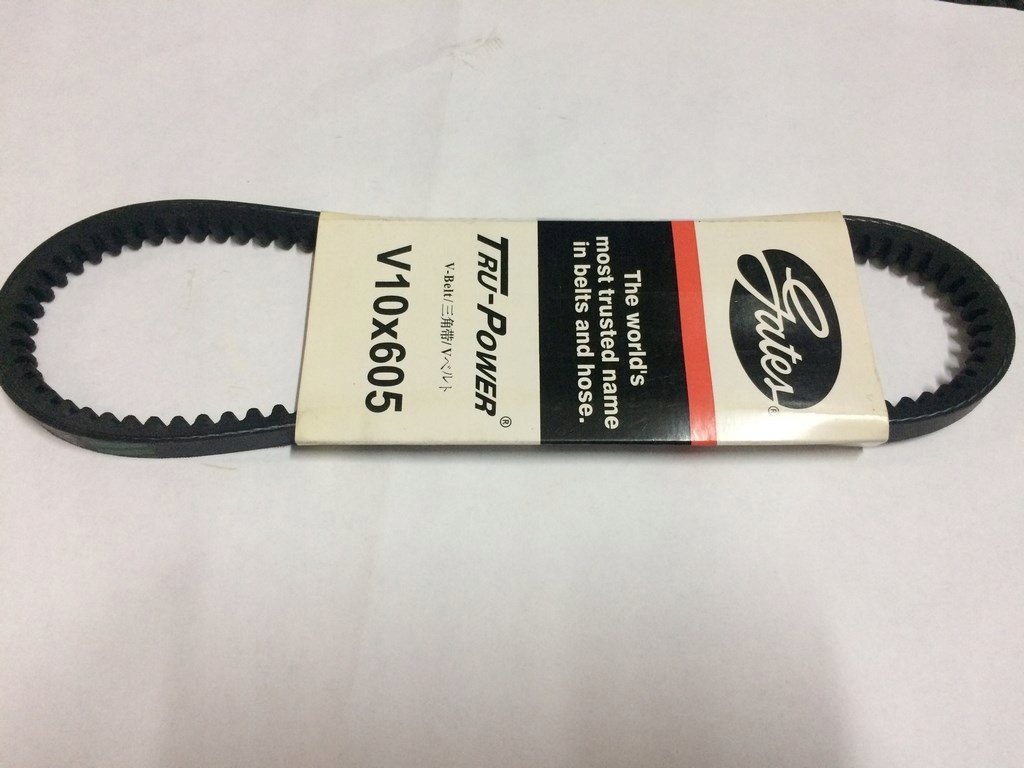 Gates®
The world's
most trusted name
in belts and hose.
TRU-POWER®
V-Belt/三角帶/Vベルト
V10x605